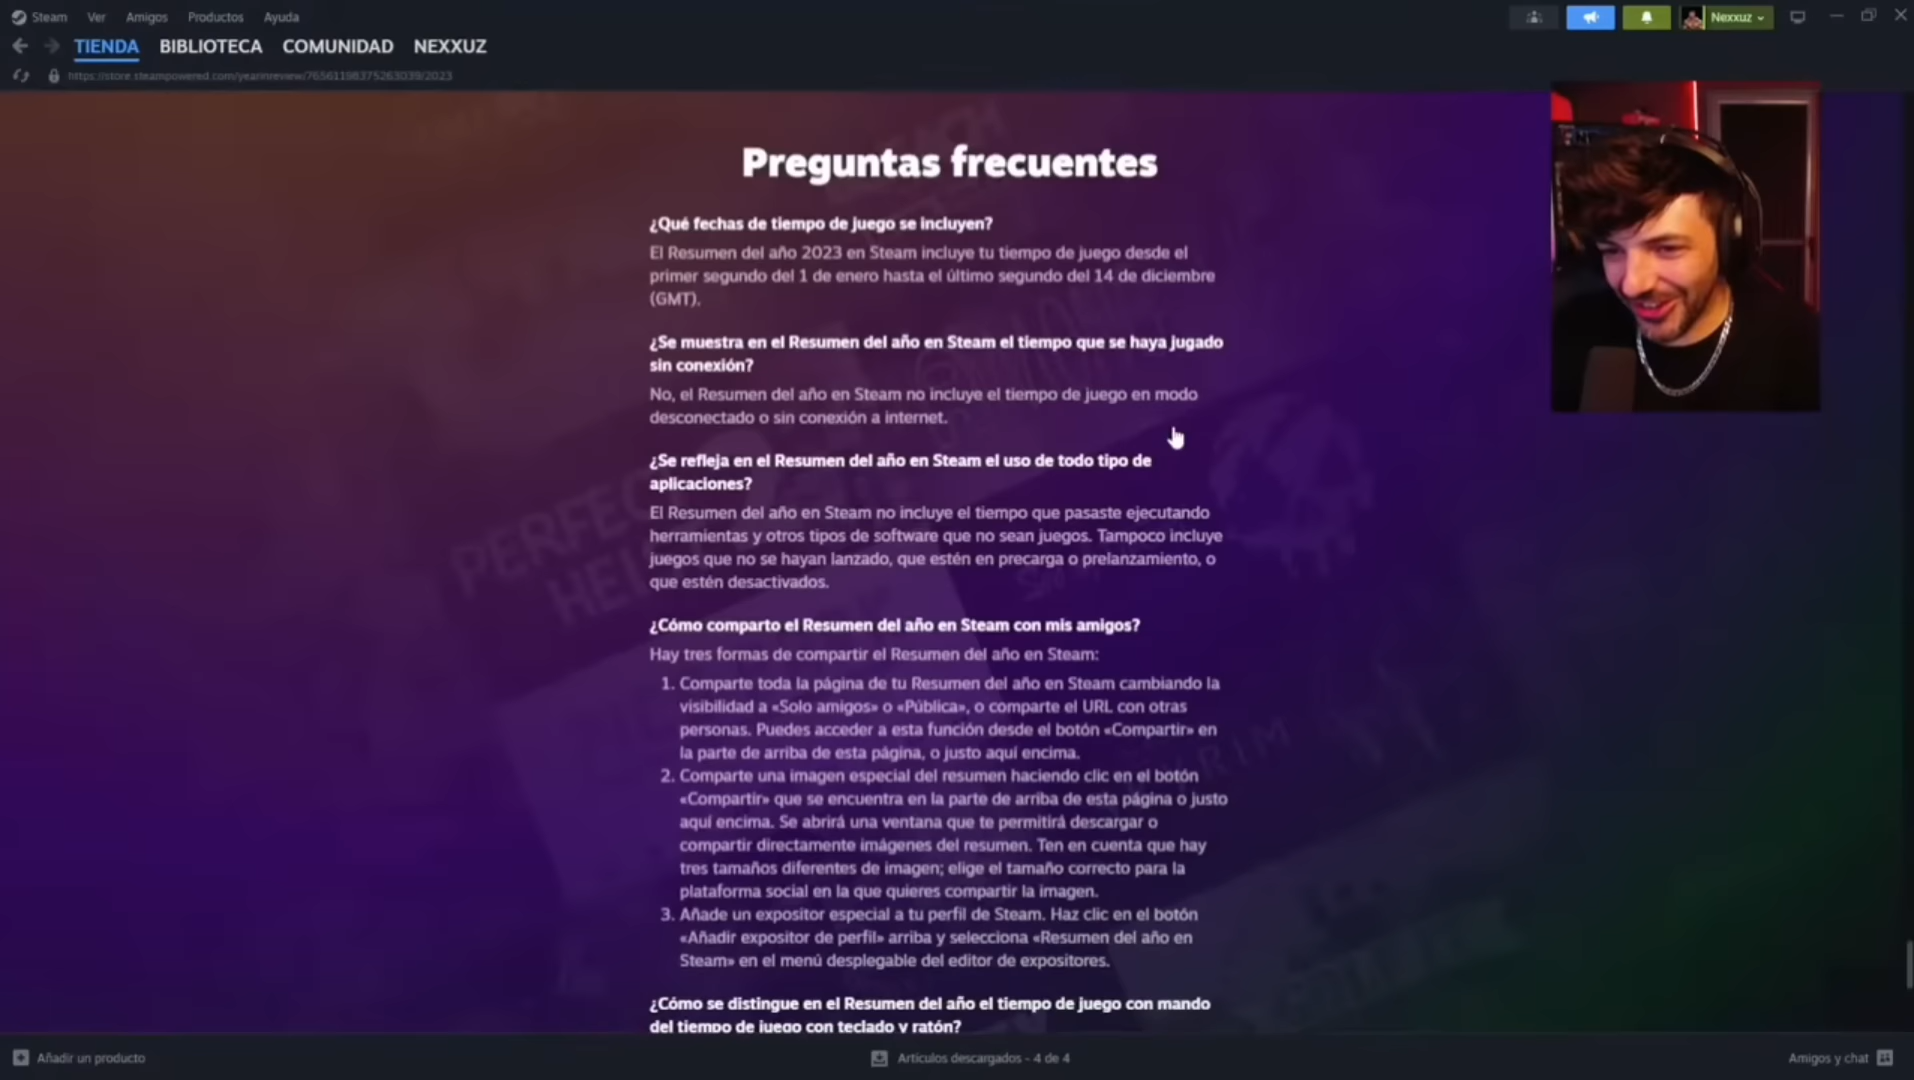 Steam Ver Amigos Productos Ayuda
Nexxuz
TIENDA BIBLIOTECA COMUNIDAD NEXXUZ
https://store.steampowered.com/yearinreview/76561198375263039/2023
Preguntas frecuentes
¿Qué fechas de tiempo de juego se incluyen?
El Resumen del año 2023 en Steam incluye tu tiempo de juego desde el
primer segundo del 1 de enero hasta el último segundo del 14 de diciembre
(GMT).
¿Se muestra en el Resumen del año en Steam el tiempo que se haya jugado
sin conexión?
No, el Resumen del año en Steam no incluye el tiempo de juego en modo
desconectado o sin conexión a internet.
¿Se refleja en el Resumen del año en Steam el uso de todo tipo de
aplicaciones?
El Resumen del año en Steam no incluye el tiempo que pasaste ejecutando
herramientas y otros tipos de software que no sean juegos. Tampoco incluye
juegos que no se hayan lanzado, que estén en precarga o prelanzamiento, o
que estén desactivados.
¿Cómo comparto el Resumen del año en Steam con mis amigos?
Hay tres formas de compartir el Resumen del año en Steam:
1. Comparte toda la página de tu Resumen del año en Steam cambiando la
visibilidad a «Solo amigos» o «Pública», o comparte el URL con otras
personas. Puedes acceder a esta función desde el botón «Compartir» en
la parte de arriba de esta página, o justo aquí encima.
2. Comparte una imagen especial del resumen haciendo clic en el botón
«Compartir» que se encuentra en la parte de arriba de esta página o justo
aquí encima. Se abrirá una ventana que te permitirá descargar o
compartir directamente imágenes del resumen. Ten en cuenta que hay
tres tamaños diferentes de imagen; elige el tamaño correcto para la
plataforma social en la que quieres compartir la imagen.
3. Añade un expositor especial a tu perfil de Steam. Haz clic en el botón
«Añadir expositor de perfil» arriba y selecciona «Resumen del año en
Steam» en el menú desplegable del editor de expositores.
¿Cómo se distingue en el Resumen del año el tiempo de juego con mando
del tiempo de juego con teclado y ratón?
Añadir un producto
Artículos descargados - 4 de 4
Amigos y chat